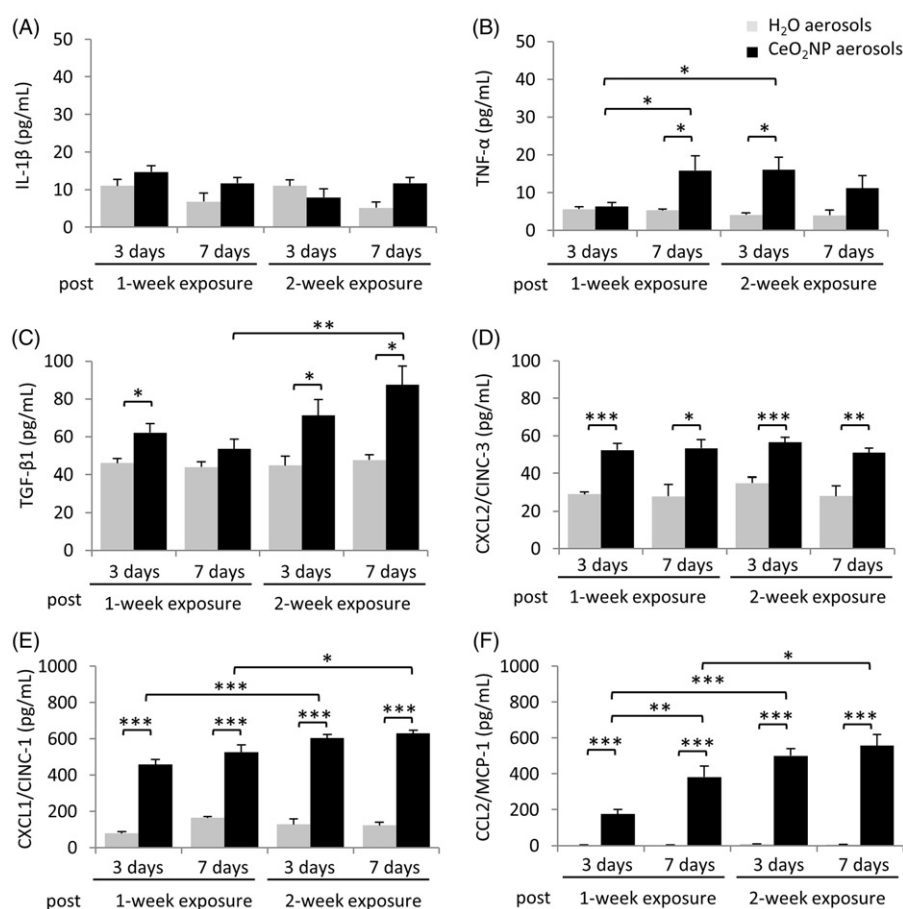 (A)
50
40
30
20
10
0
IL-1β (pg/mL)
3 days 7 days 3 days 7 days
post 1-week exposure 2-week exposure
(B)
H₂O aerosols
CeO₂NP aerosols
50
40
30
20
10
0
TNF-α (pg/mL)
*
*
* *
3 days 7 days 3 days 7 days
post 1-week exposure 2-week exposure
(C)
100
80
60
40
20
0
TGF-β1 (pg/mL)
**
*
*
*
3 days 7 days 3 days 7 days
post 1-week exposure 2-week exposure
(D)
100
80
60
40
20
0
CXCL2/CINC-3 (pg/mL)
*** * *** **
3 days 7 days 3 days 7 days
post 1-week exposure 2-week exposure
(E)
1000
800
600
400
200
0
CXCL1/CINC-1 (pg/mL)
*
***
*** *** *** ***
3 days 7 days 3 days 7 days
post 1-week exposure 2-week exposure
(F)
1000
800
600
400
200
0
CCL2/MCP-1 (pg/mL)
*
***
**
*** *** *** ***
3 days 7 days 3 days 7 days
post 1-week exposure 2-week exposure